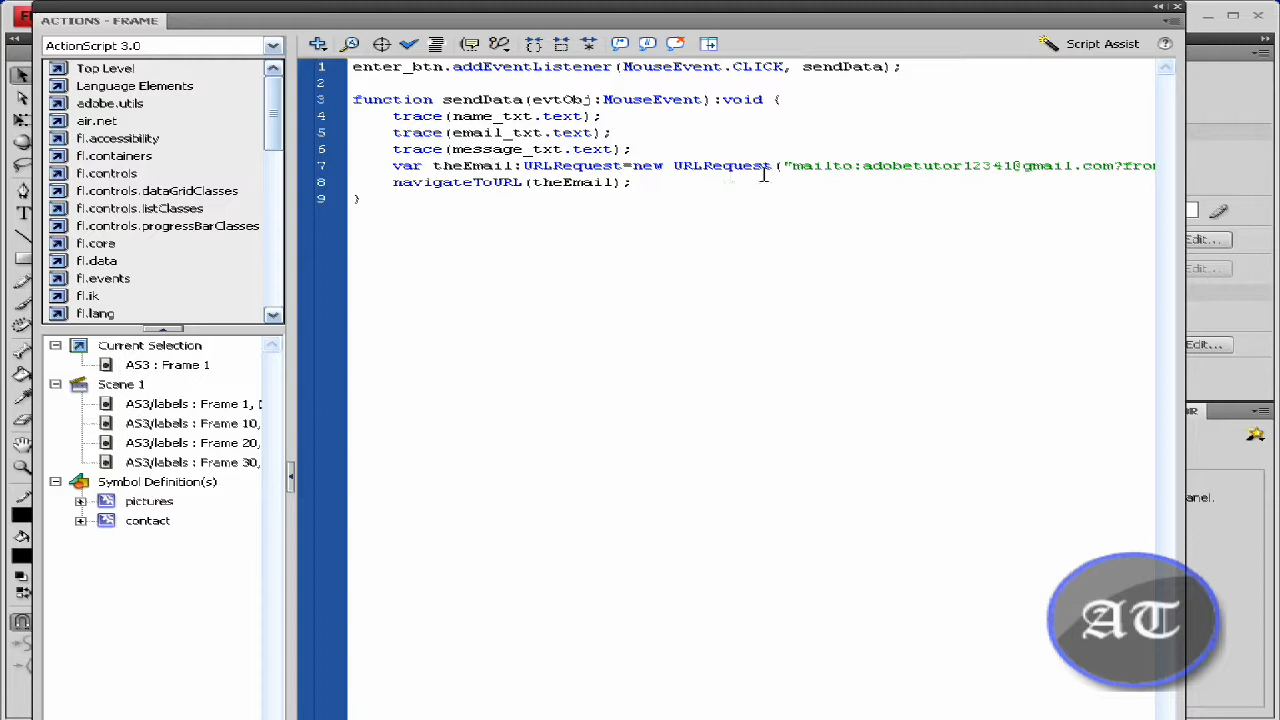 ACTIONS - FRAME
ActionScript 3.0
Script Assist
Top Level
Language Elements
adobe.utils
air.net
fl.accessibility
fl.containers
fl.controls
fl.controls.dataGridClasses
fl.controls.listClasses
fl.controls.progressBarClasses
fl.core
fl.data
fl.events
fl.ik
fl.lang
Current Selection
AS3 : Frame 1
Scene 1
AS3/labels : Frame 1,
AS3/labels : Frame 10,
AS3/labels : Frame 20,
AS3/labels : Frame 30,
Symbol Definition(s)
pictures
contact
1 enter_btn.addEventListener(MouseEvent.CLICK, sendData);
2
3 function sendData(evtObj:MouseEvent):void {
4 trace(name_txt.text);
5 trace(email_txt.text);
6 trace(message_txt.text);
7 var theEmail:URLRequest=new URLRequest("mailto:adobetutor12341@gmail.com?fro
8 navigateToURL(theEmail);
9 }
Edit...
Edit...
Edit...
anel.
AT